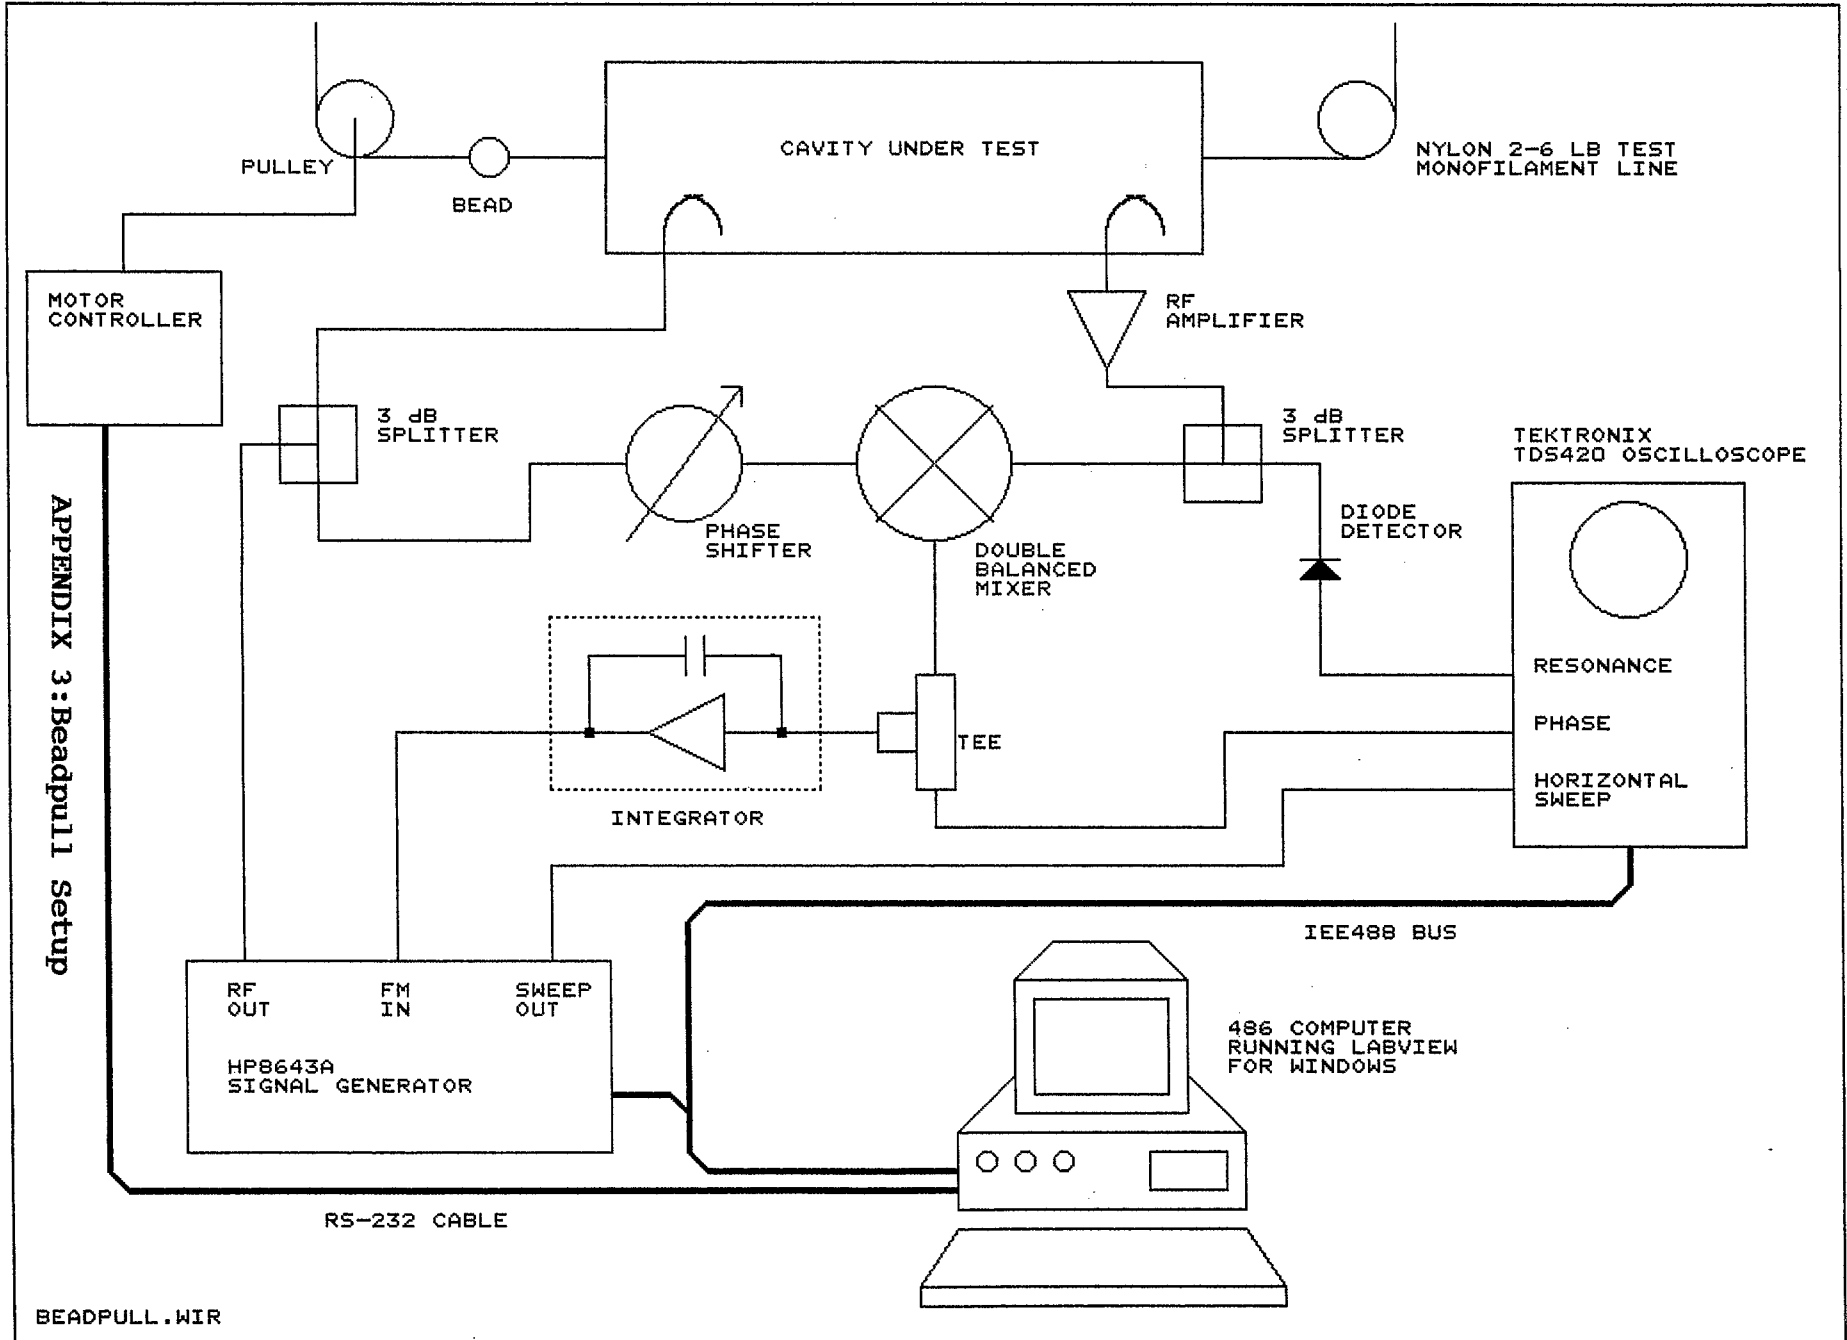 PULLEY
BEAD
CAVITY UNDER TEST
NYLON 2-6 LB TEST
MONOFILAMENT LINE
MOTOR
CONTROLLER
RF
AMPLIFIER
3 dB
SPLITTER
3 dB
SPLITTER
TEKTRONIX
TDS420 OSCILLOSCOPE
PHASE
SHIFTER
DOUBLE
BALANCED
MIXER
DIODE
DETECTOR
RESONANCE
PHASE
HORIZONTAL
SWEEP
TEE
INTEGRATOR
APPENDIX 3:Beadpull Setup
IEE488 BUS
RF
OUT
FM
IN
SWEEP
OUT
HP8643A
SIGNAL GENERATOR
486 COMPUTER
RUNNING LABVIEW
FOR WINDOWS
RS-232 CABLE
BEADPULL.WIR